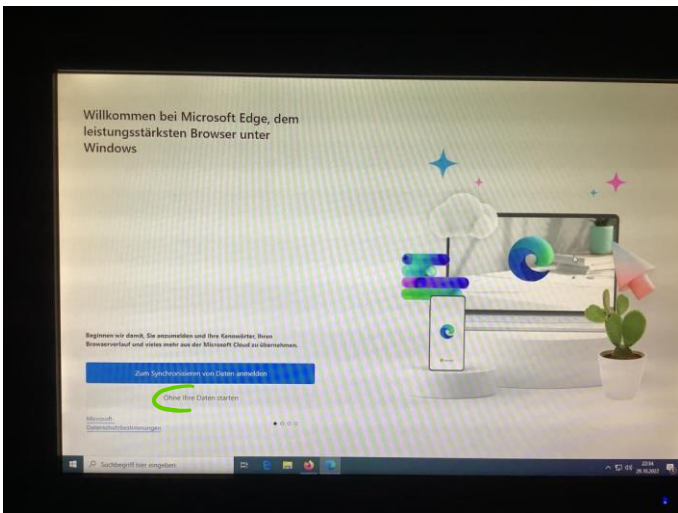 Willkommen bei Microsoft Edge, dem
leistungsstärksten Browser unter
Windows
Beginnen wir damit, Sie anzumelden und Ihre Kennwörter, Ihren
Browserverlauf und vieles mehr aus der Microsoft Cloud zu übernehmen.
Zum Synchronisieren von Daten anmelden
Ohne Ihre Daten starten
Microsoft-
Datenschutzbestimmungen
Suchbegriff hier eingeben
22:54